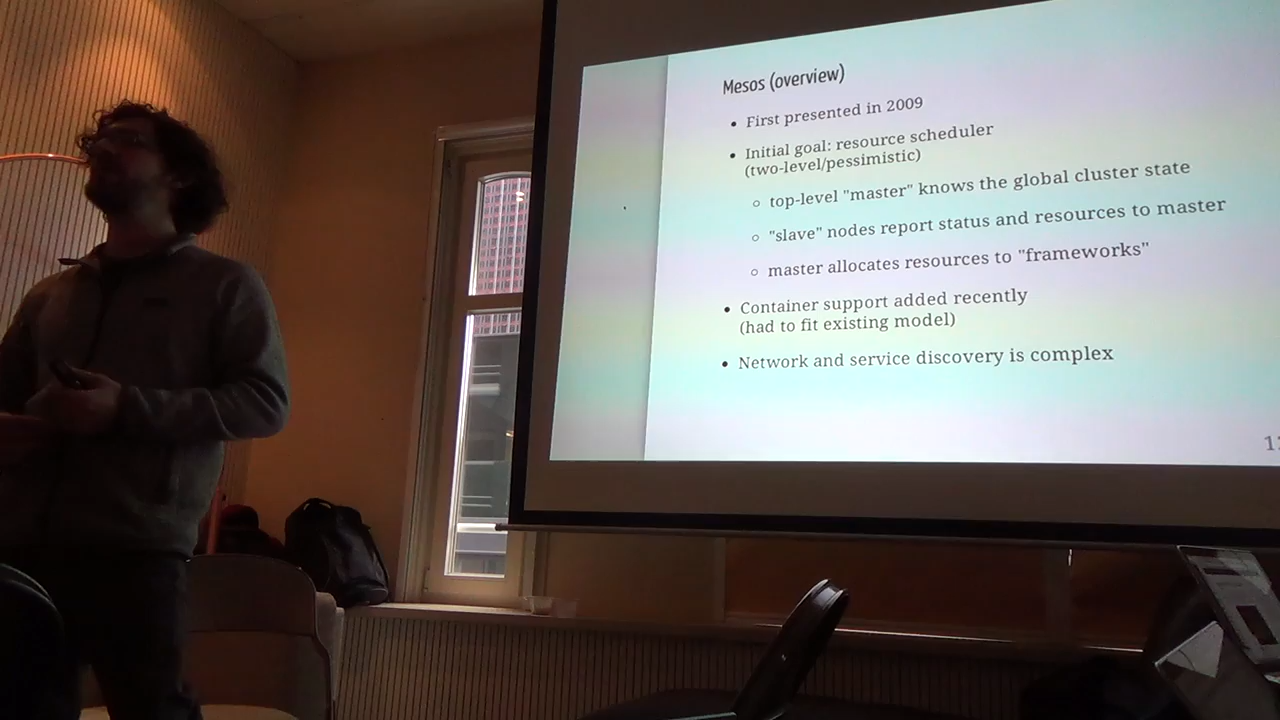 Mesos (overview)
• First presented in 2009
• Initial goal: resource scheduler
(two-level/pessimistic)
○ top-level "master" knows the global cluster state
○ "slave" nodes report status and resources to master
○ master allocates resources to "frameworks"
• Container support added recently
(had to fit existing model)
• Network and service discovery is complex